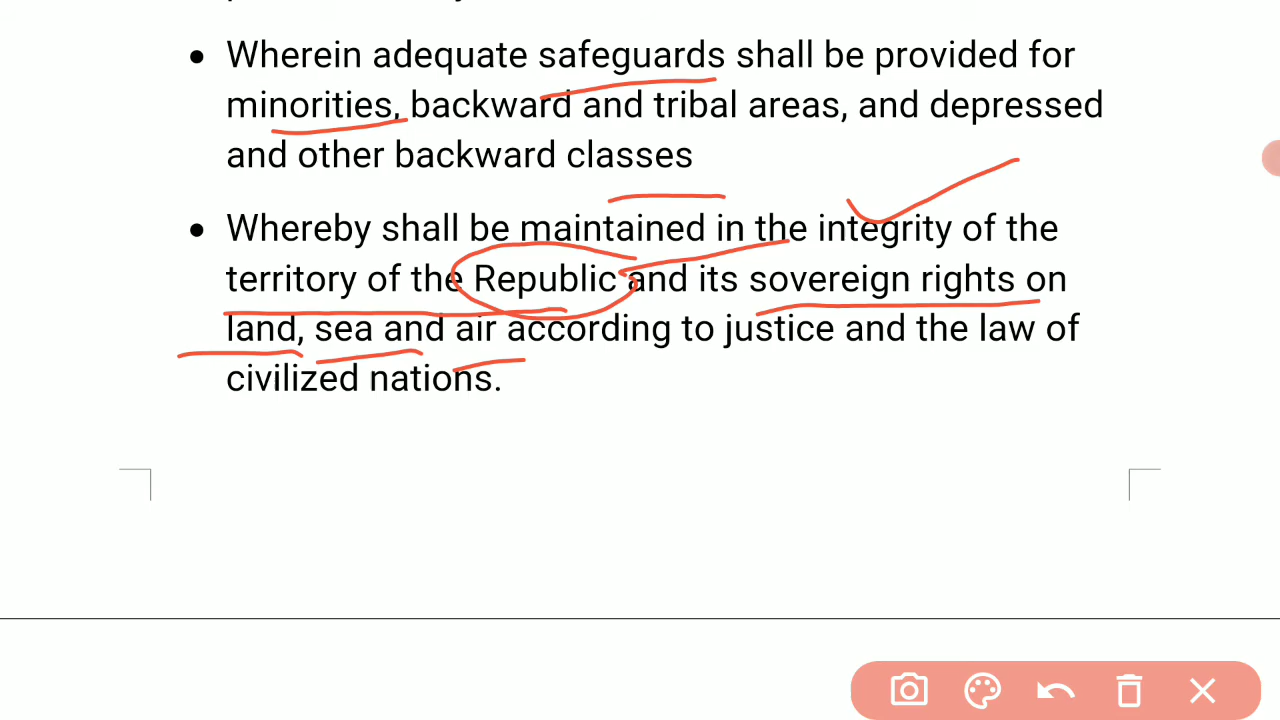 • Wherein adequate safeguards shall be provided for
minorities, backward and tribal areas, and depressed
and other backward classes
• Whereby shall be maintained in the integrity of the
territory of the Republic and its sovereign rights on
land, sea and air according to justice and the law of
civilized nations.